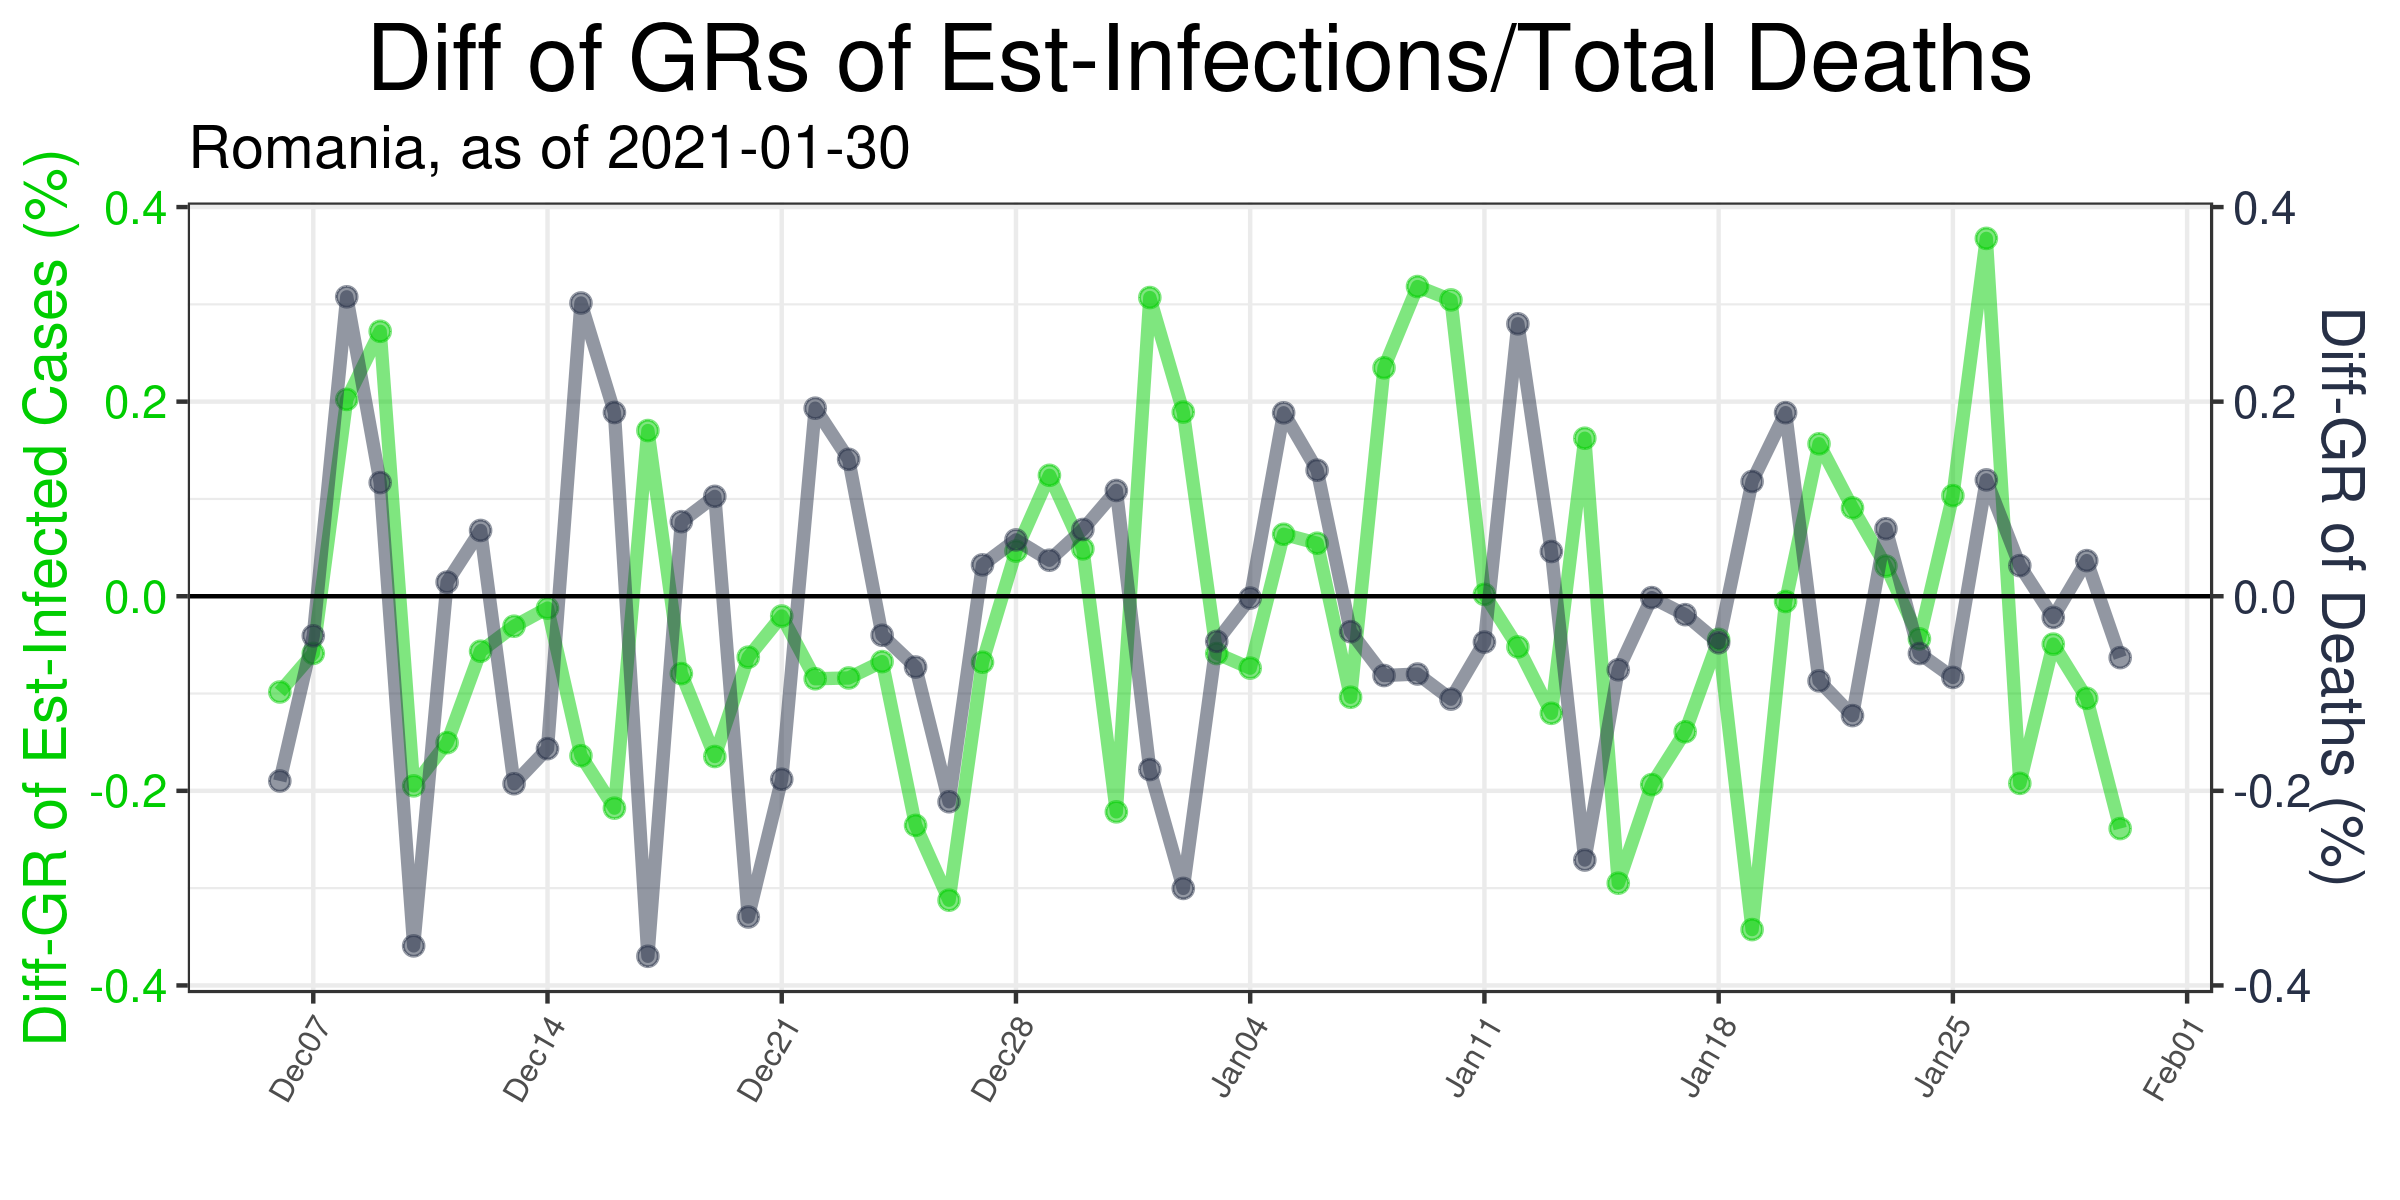 Diff of GRs of Est-Infections/Total Deaths
Romania, as of 2021-01-30
Diff-GR of Est-Infected Cases (%)
0.4
0.2
0.0
-0.2
-0.4
0.4
0.2
0.0
-0.2
-0.4
Diff-GR of Deaths (%)
Dec07
Dec14
Dec21
Dec28
Jan04
Jan11
Jan18
Jan25
Feb01